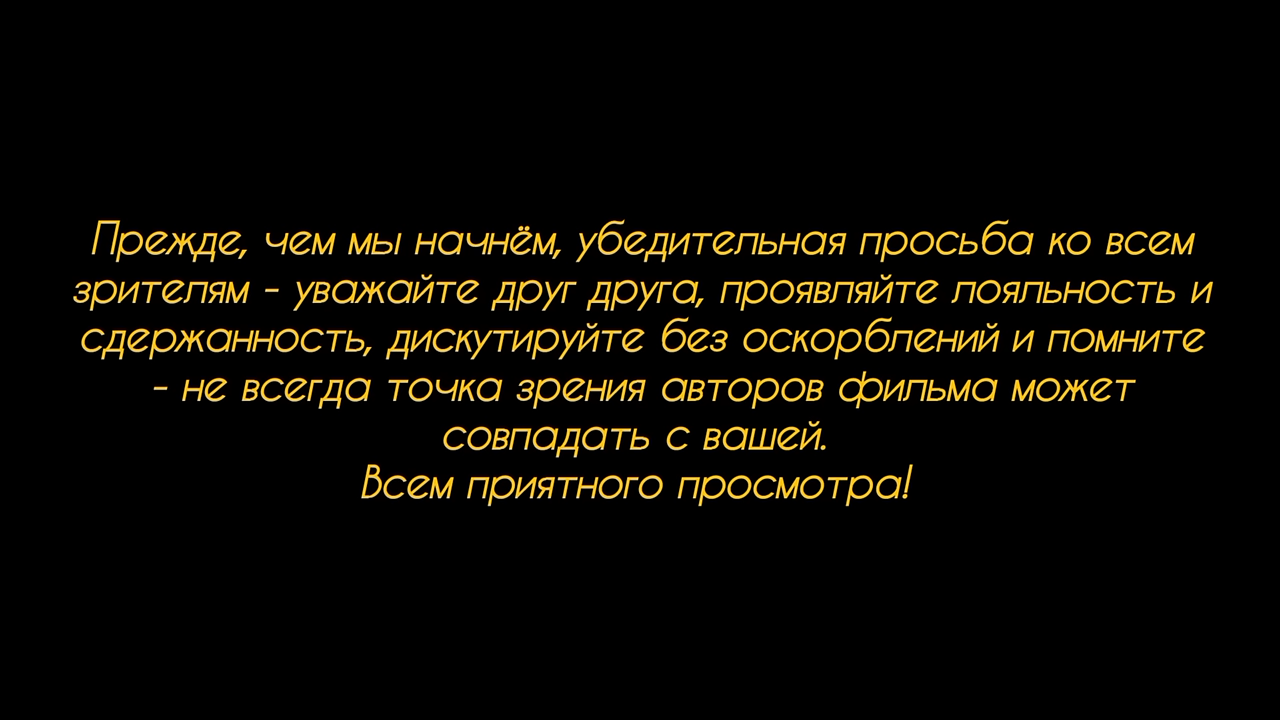 Прежде, чем мы начнём, убедительная просьба ко всем
зрителям - уважайте друг друга, проявляйте лояльность и
сдержанность, дискутируйте без оскорблений и помните
- не всегда точка зрения авторов фильма может
совпадать с вашей.
Всем приятного просмотра!